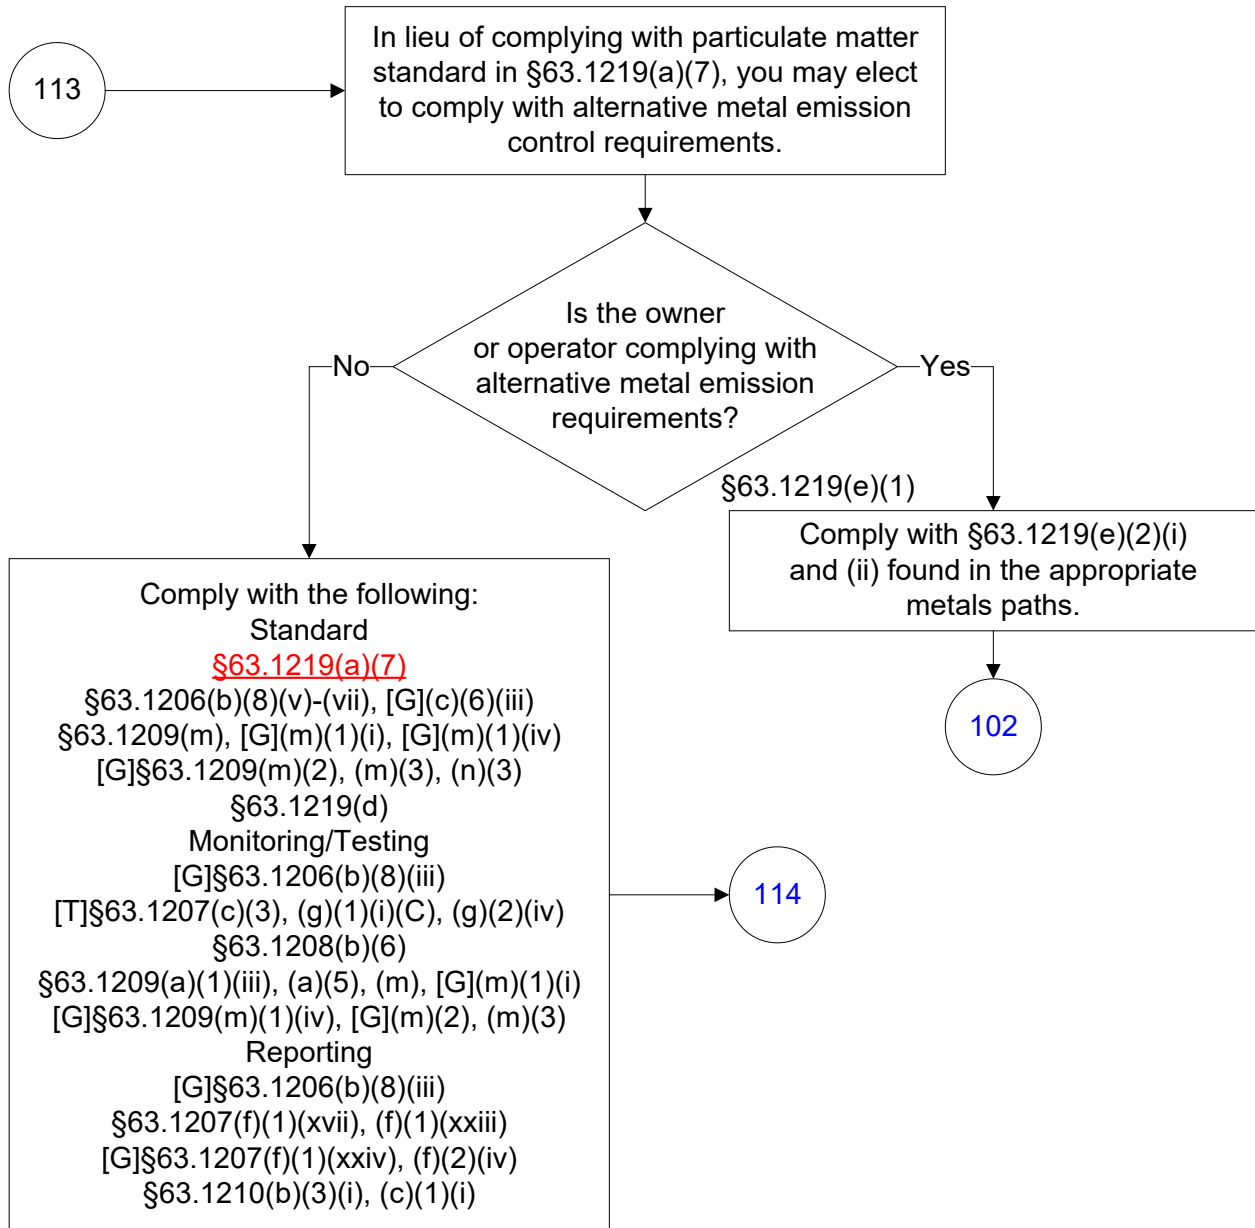 113
In lieu of complying with particulate matter
standard in §63.1219(a)(7), you may elect
to comply with alternative metal emission
control requirements.
Is the owner
or operator complying with
alternative metal emission
requirements?
No
Yes
§63.1219(e)(1)
Comply with §63.1219(e)(2)(i)
and (ii) found in the appropriate
metals paths.
102
Comply with the following:
Standard
§63.1219(a)(7)
§63.1206(b)(8)(v)-(vii), [G](c)(6)(iii)
§63.1209(m), [G](m)(1)(i), [G](m)(1)(iv)
[G]§63.1209(m)(2), (m)(3), (n)(3)
§63.1219(d)
Monitoring/Testing
[G]§63.1206(b)(8)(iii)
[T]§63.1207(c)(3), (g)(1)(i)(C), (g)(2)(iv)
§63.1208(b)(6)
§63.1209(a)(1)(iii), (a)(5), (m), [G](m)(1)(i)
[G]§63.1209(m)(1)(iv), [G](m)(2), (m)(3)
Reporting
[G]§63.1206(b)(8)(iii)
§63.1207(f)(1)(xvii), (f)(1)(xxiii)
[G]§63.1207(f)(1)(xxiv), (f)(2)(iv)
§63.1210(b)(3)(i), (c)(1)(i)
114